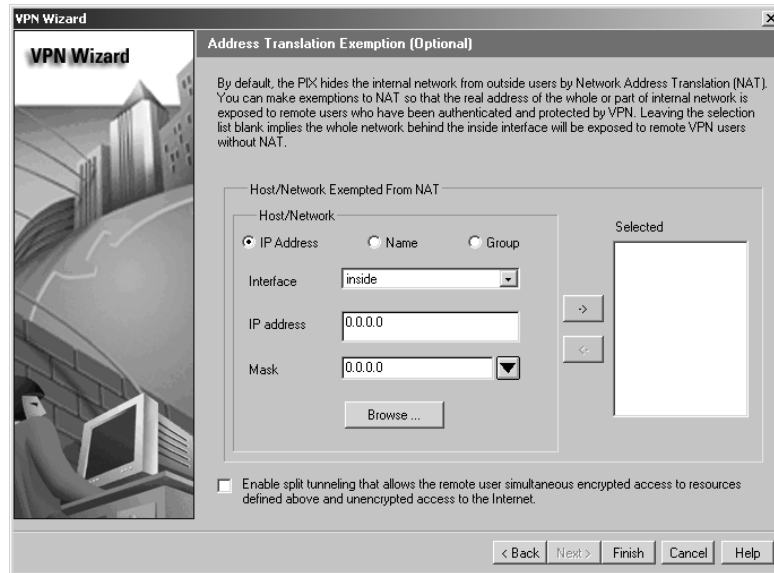 VPN Wizard
VPN Wizard
Address Translation Exemption (Optional)
By default, the PIX hides the internal network from outside users by Network Address Translation (NAT).
You can make exemptions to NAT so that the real address of the whole or part of internal network is
exposed to remote users who have been authenticated and protected by VPN. Leaving the selection
list blank implies the whole network behind the inside interface will be exposed to remote VPN users
without NAT.
Host/Network Exempted From NAT
Host/Network
Selected
IP Address Name Group
Interface inside
->
IP address 0.0.0.0
<-
Mask 0.0.0.0
Browse ...
Enable split tunneling that allows the remote user simultaneous encrypted access to resources
defined above and unencrypted access to the Internet.
< Back Next > Finish Cancel Help